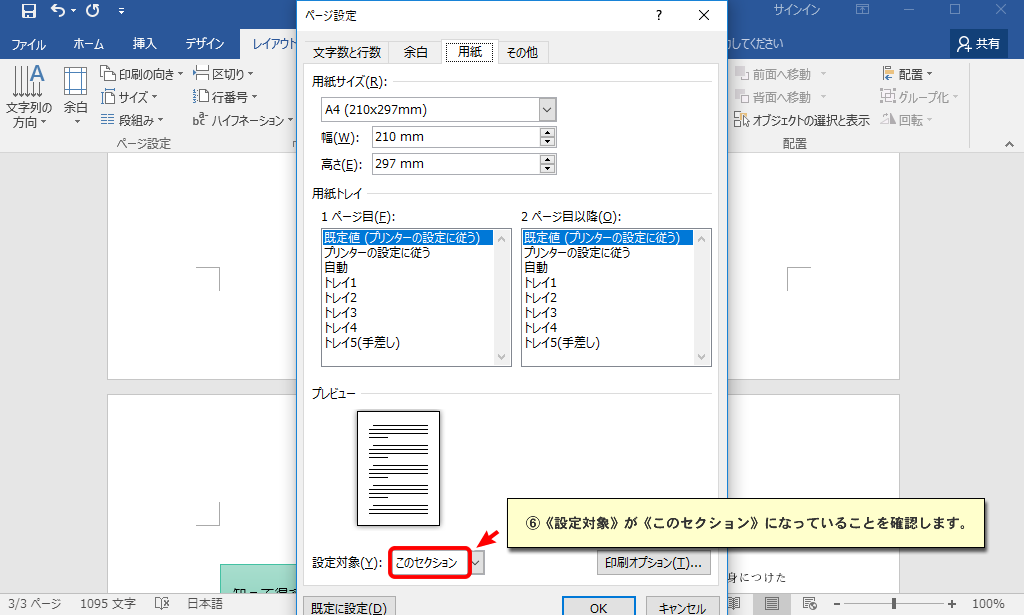 ページ設定
?
サインイン
ファイル ホーム 挿入 デザイン レイアウト
力してください
共有
文字数と行数 余白 用紙 その他
文字列の方向
余白
印刷の向き
サイズ
段組み
区切り
行番号
ハイフネーション
ページ設定
前面へ移動
背面へ移動
オブジェクトの選択と表示
配置
グループ化
回転
配置
用紙サイズ(R):
A4 (210x297mm)
幅(W): 210 mm
高さ(E): 297 mm
用紙トレイ
1 ページ目(F):
既定値 (プリンターの設定に従う)
プリンターの設定に従う
自動
トレイ1
トレイ2
トレイ3
トレイ4
トレイ5(手差し)
2 ページ目以降(O):
既定値 (プリンターの設定に従う)
プリンターの設定に従う
自動
トレイ1
トレイ2
トレイ3
トレイ4
トレイ5(手差し)
プレビュー
⑥《設定対象》が《このセクション》になっていることを確認します。
設定対象(Y): このセクション
印刷オプション(T)...
身につけた
知って得す
既定に設定(D)
OK
キャンセル
3/3 ページ 1095 文字 日本語
100%